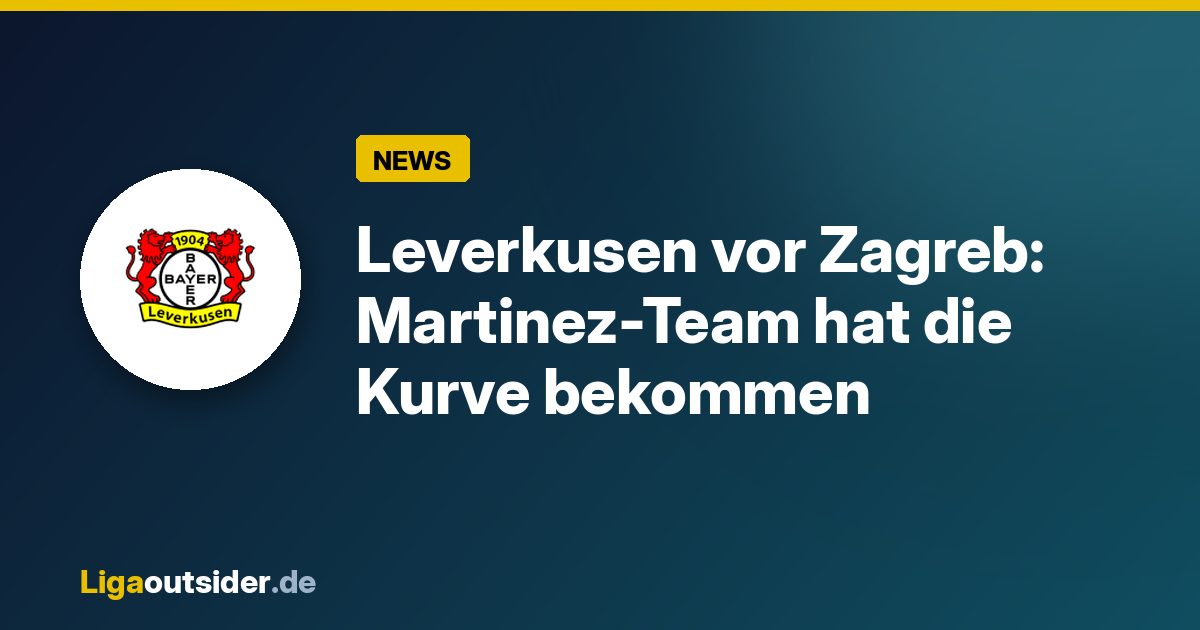 NEWS
Leverkusen vor Zagreb:
Martinez-Team hat die
Kurve bekommen
1904
BAYER
BAYER
Leverkusen
Ligaoutsider.de